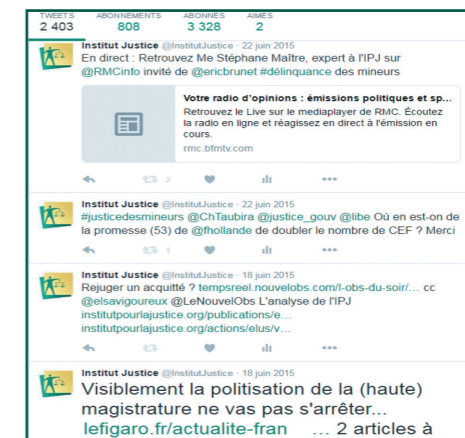 TWEETS ABONNEMENTS ABONNÉS AIMÉS
2 403 808 3 328 2
Institut Justice @InstitutJustice · 22 juin 2015
En direct : Retrouvez Me Stéphane Maître, expert à l'IPJ sur
@RMCinfo invité de @ericbrunet #délinquance des mineurs
Votre radio d'opinions : émissions politiques et sp...
Retrouvez le Live sur le mediaplayer de RMC. Écoutez
la radio en ligne et réagissez en direct à l'émission en
cours.
rmc.bfmtv.com
2
Institut Justice @InstitutJustice · 22 juin 2015
#justicedesmineurs @ChTaubira @justice_gouv @libe Où en est-on de
la promesse (53) de @fhollande de doubler le nombre de CEF ? Merci
1
Institut Justice @InstitutJustice · 18 juin 2015
Rejuger un acquitté ? tempsreel.nouvelobs.com/l-obs-du-soir/… cc
@elsavigoureux @LeNouvelObs L'analyse de l'IPJ
institutpourlajustice.org/publications/e…
institutpourlajustice.org/actions/elus/v…
Institut Justice @InstitutJustice · 18 juin 2015
Visiblement la politisation de la (haute)
magistrature ne vas pas s'arrêter...
lefigaro.fr/actualite-fran … 2 articles à